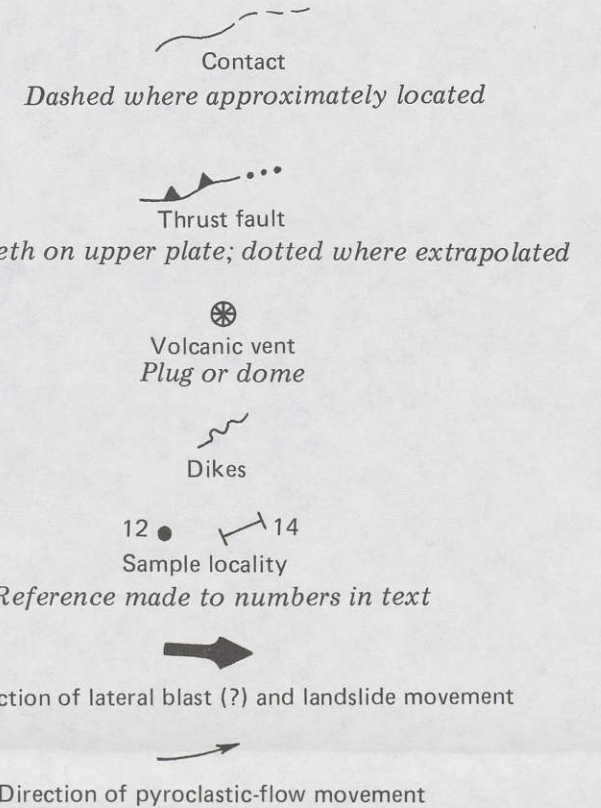 Contact
Dashed where approximately located
Thrust fault
eth on upper plate; dotted where extrapolated
Volcanic vent
Plug or dome
Dikes
12 14
Sample locality
Reference made to numbers in text
ction of lateral blast (?) and landslide movement
Direction of pyroclastic-flow movement